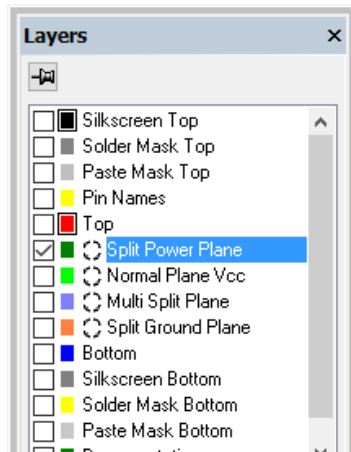 Layers
Silkscreen Top
Solder Mask Top
Paste Mask Top
Pin Names
Top
Split Power Plane
Normal Plane Vcc
Multi Split Plane
Split Ground Plane
Bottom
Silkscreen Bottom
Solder Mask Bottom
Paste Mask Bottom